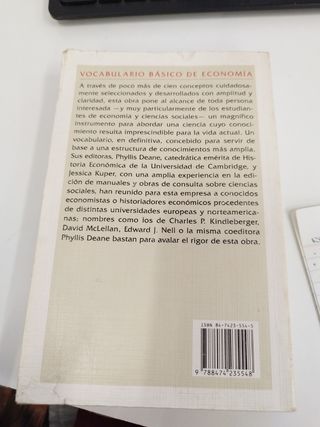 VOCABULARIO BÁSICO DE ECONOMÍA
A través de poco más de cien conceptos cuidadosa-
mente seleccionados y desarrollados con amplitud y
claridad, esta obra pone al alcance de toda persona
interesada —y muy particularmente de los estudian-
tes de economía y ciencias sociales— un magnífico
instrumento para abordar una ciencia cuyo conoci-
miento resulta imprescindible para la vida actual. Un
vocabulario, en definitiva, concebido para servir de
base a una estructura de conocimientos más amplia.
Sus editoras, Phyllis Deane, catedrática emérita de His-
toria Económica de la Universidad de Cambridge, y
Jessica Kuper, con una amplia experiencia en la edi-
ción de manuales y obras de consulta sobre ciencias
sociales, han reunido para esta empresa a conocidos
economistas o historiadores económicos procedentes
de distintas universidades europeas y norteamerica-
nas: nombres como los de Charles P. Kindleberger,
David McLellan, Edward J. Nell o la misma coeditora
Phyllis Deane bastan para avalar el rigor de esta obra.
ISBN 84-7423-554-5
9 788474 235548